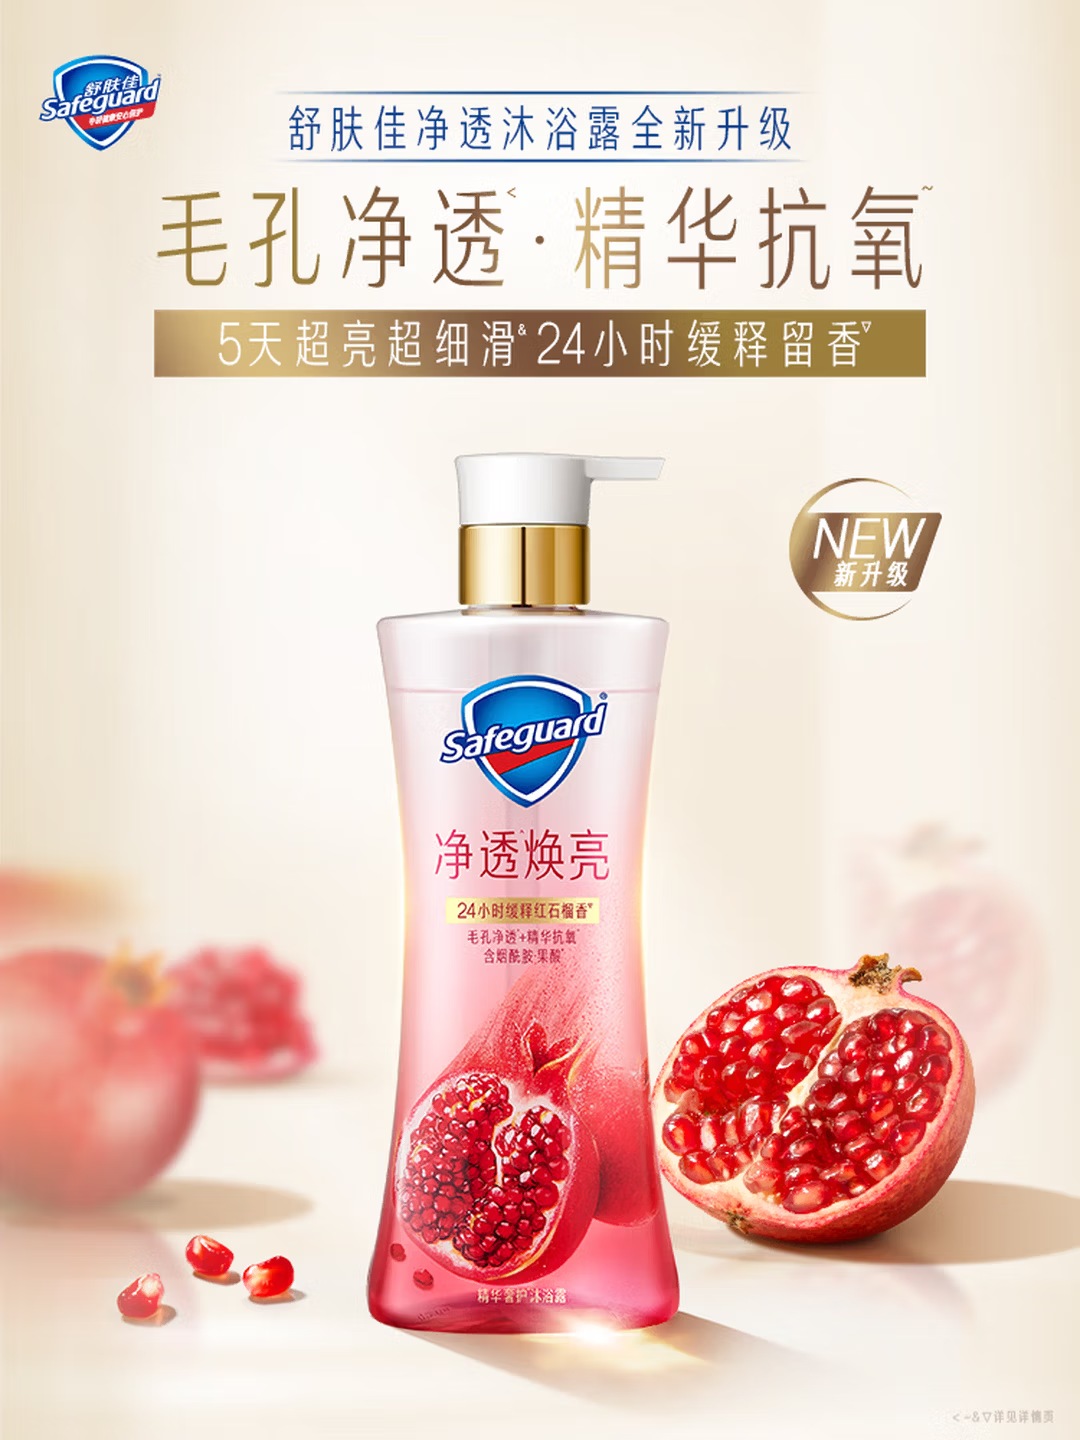 舒肤佳
Safeguard
舒肤佳净透沐浴露全新升级
毛孔净透<·精华抗氧~
5天超亮超细滑&24小时缓释留香▽
NEW
新升级
Safeguard®
净透^焕亮
24小时缓释红石榴香▽
毛孔净透+精华抗氧
含烟酰胺·果酸
精华奢护沐浴露
<~&▽详见详情页